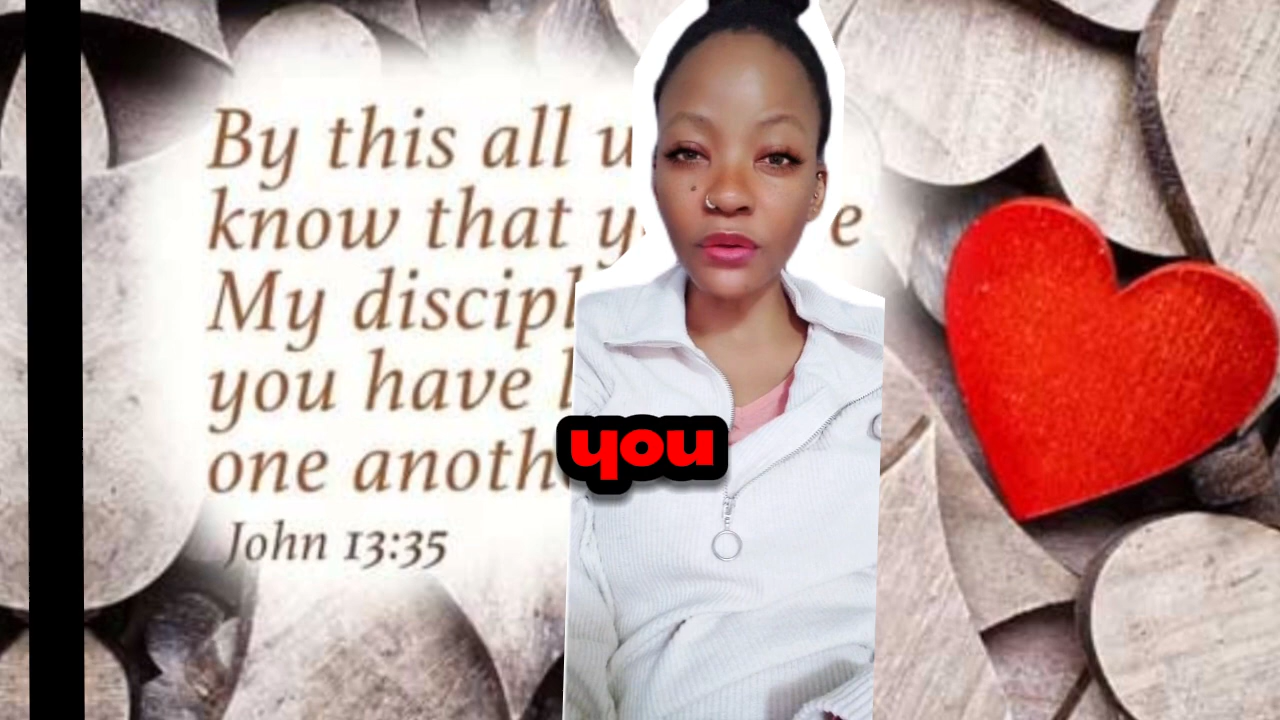 By this all
know that e
My discipl
you have
one anoth
John 13:35
you